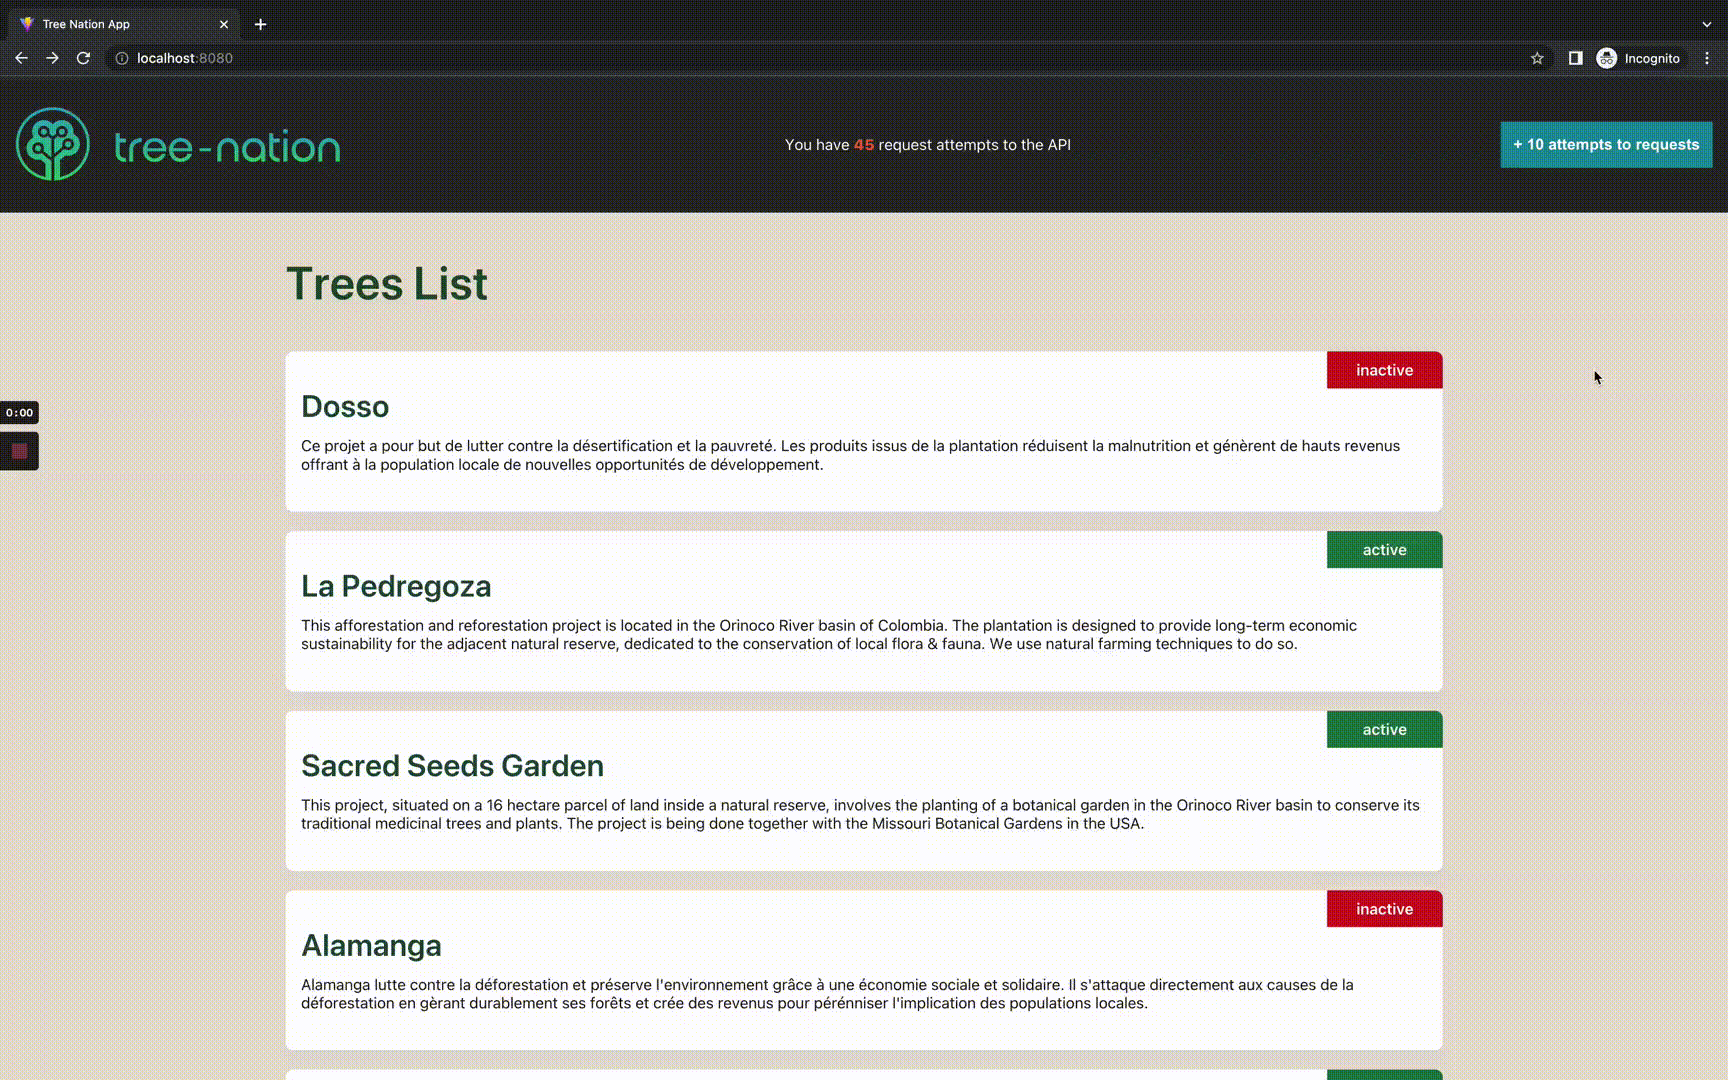 Tree Nation App
localhost:8080
Incognito
tree-nation
You have 45 request attempts to the API
+ 10 attempts to requests
Trees List
inactive
Dosso
Ce projet a pour but de lutter contre la désertification et la pauvreté. Les produits issus de la plantation réduisent la malnutrition et génèrent de hauts revenus
offrant à la population locale de nouvelles opportunités de développement.
0:00
active
La Pedregoza
This afforestation and reforestation project is located in the Orinoco River basin of Colombia. The plantation is designed to provide long-term economic
sustainability for the adjacent natural reserve, dedicated to the conservation of local flora & fauna. We use natural farming techniques to do so.
active
Sacred Seeds Garden
This project, situated on a 16 hectare parcel of land inside a natural reserve, involves the planting of a botanical garden in the Orinoco River basin to conserve its
traditional medicinal trees and plants. The project is being done together with the Missouri Botanical Gardens in the USA.
inactive
Alamanga
Alamanga lutte contre la déforestation et préserve l'environnement grâce à une économie sociale et solidaire. Il s'attaque directement aux causes de la
déforestation en gèrant durablement ses forêts et crée des revenus pour pérénniser l'implication des populations locales.